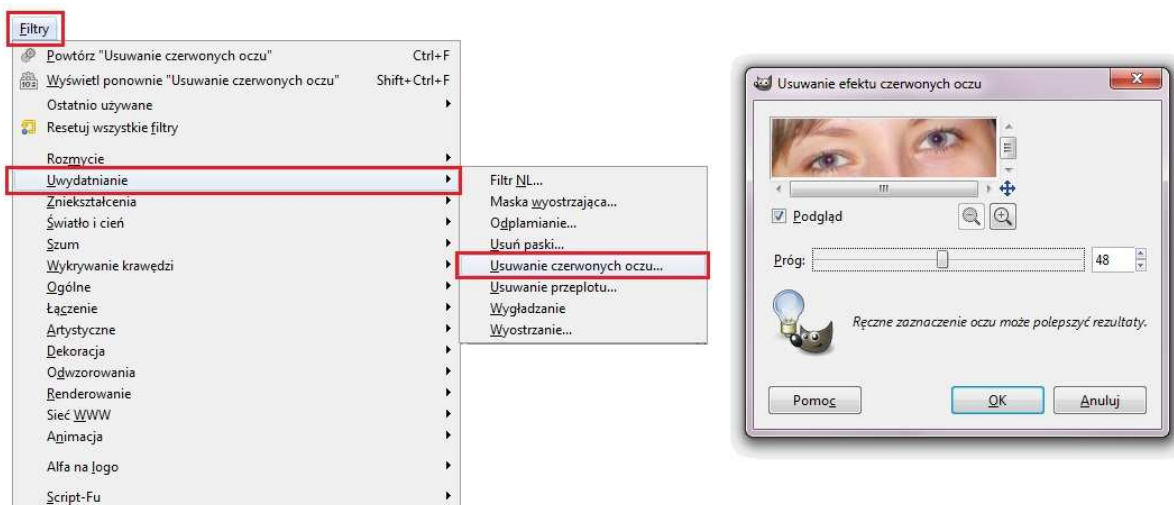 Filtry
Powtórz "Usuwanie czerwonych oczu" Ctrl+F
Wyświetl ponownie "Usuwanie czerwonych oczu" Shift+Ctrl+F
Ostatnio używane
Resetuj wszystkie filtry
Rozmycie
Uwydatnianie
Zniekształcenia
Światło i cień
Szum
Wykrywanie krawędzi
Ogólne
Łączenie
Artystyczne
Dekoracja
Odwzorowania
Renderowanie
Sieć WWW
Animacja
Alfa na logo
Script-Fu
Filtr NL...
Maska wyostrzająca...
Odplamianie...
Usuń paski...
Usuwanie czerwonych oczu...
Usuwanie przeplotu...
Wygładzanie
Wyostrzanie...
Usuwanie efektu czerwonych oczu
Podgląd
Próg: 48
Ręczne zaznaczenie oczu może polepszyć rezultaty.
Pomoc OK Anuluj